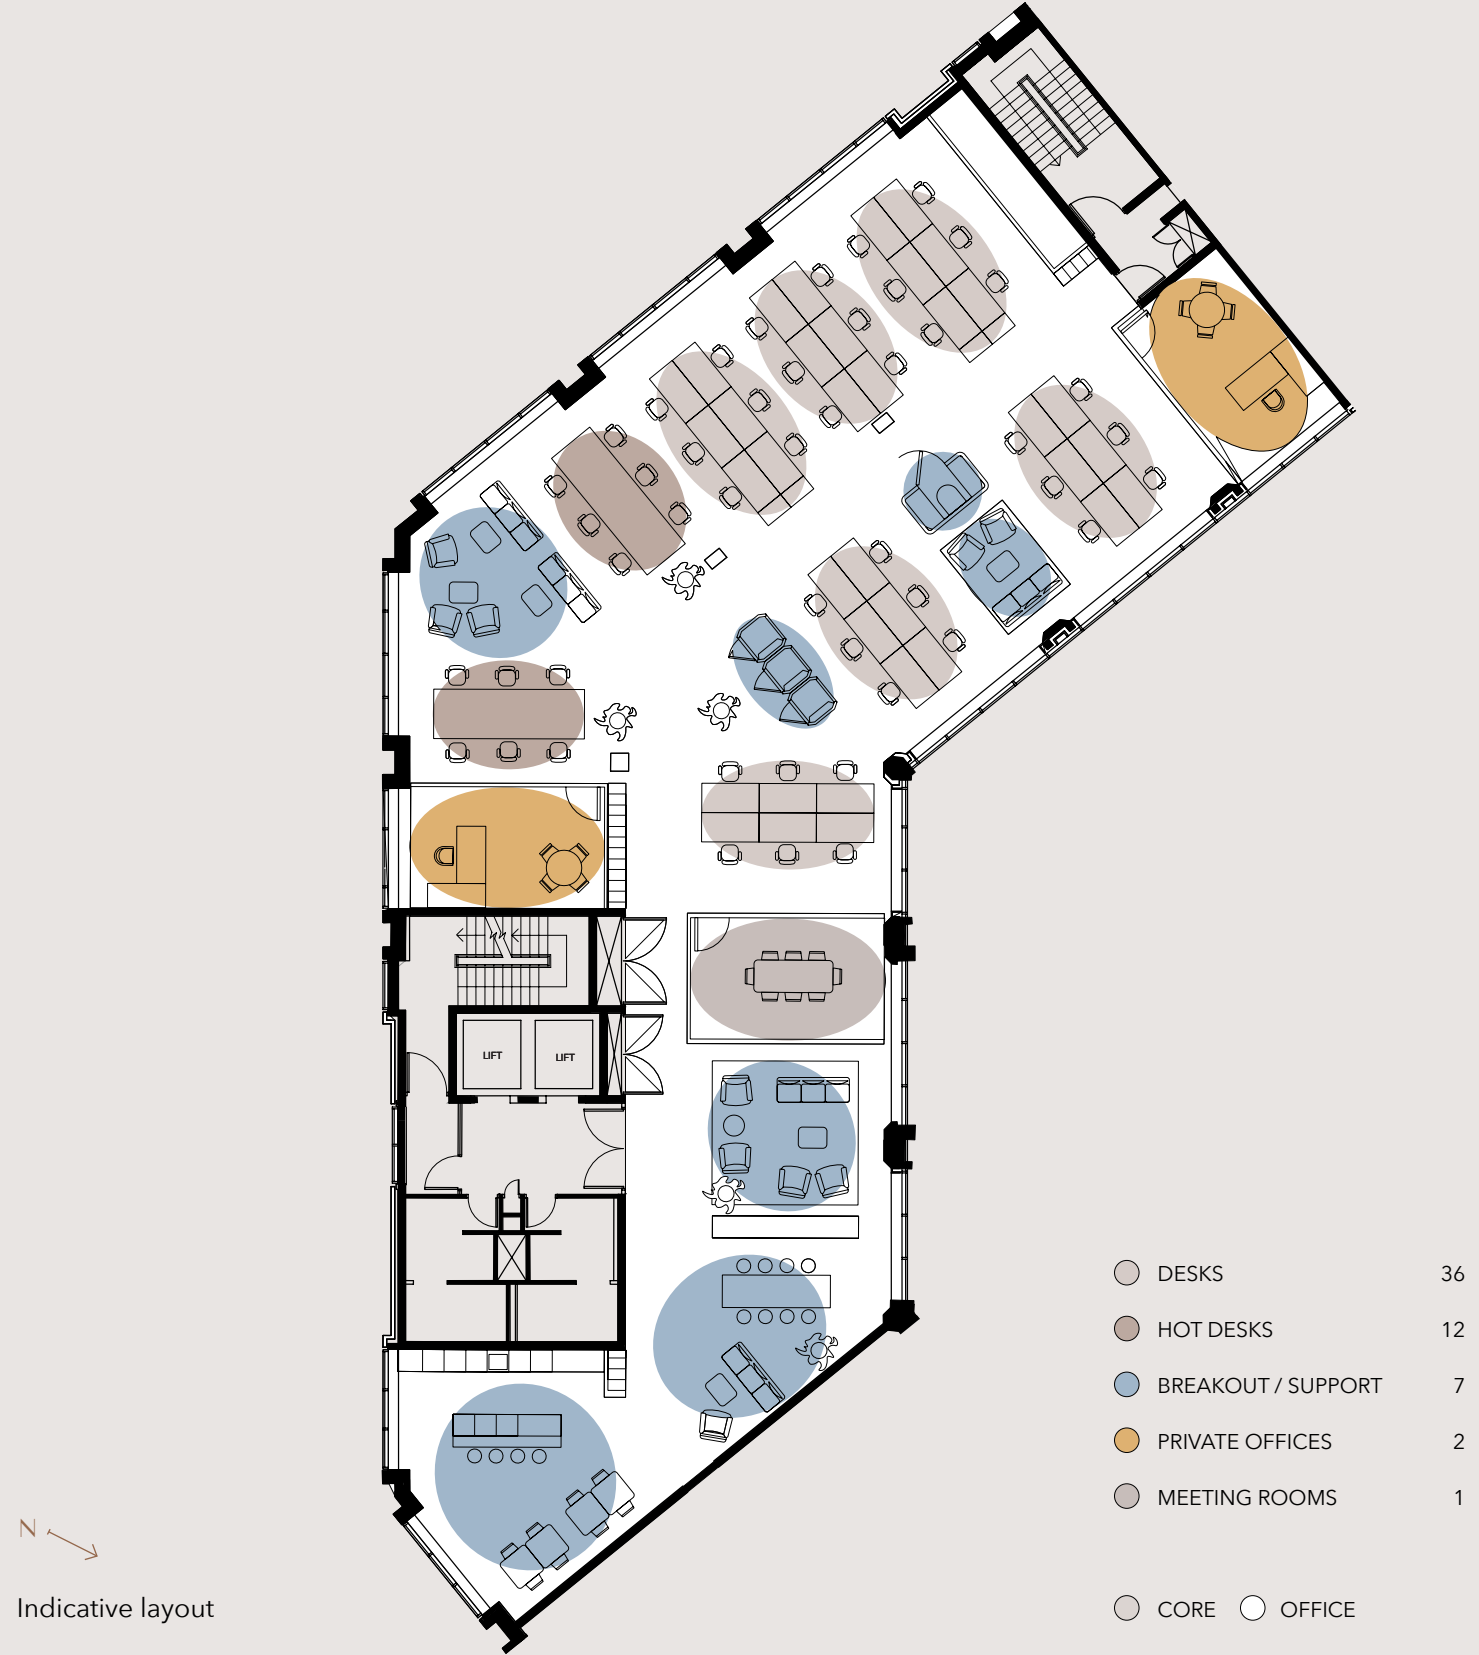 LIFT LIFT
DESKS 36
HOT DESKS 12
BREAKOUT / SUPPORT 7
PRIVATE OFFICES 2
MEETING ROOMS 1
N
Indicative layout
CORE OFFICE